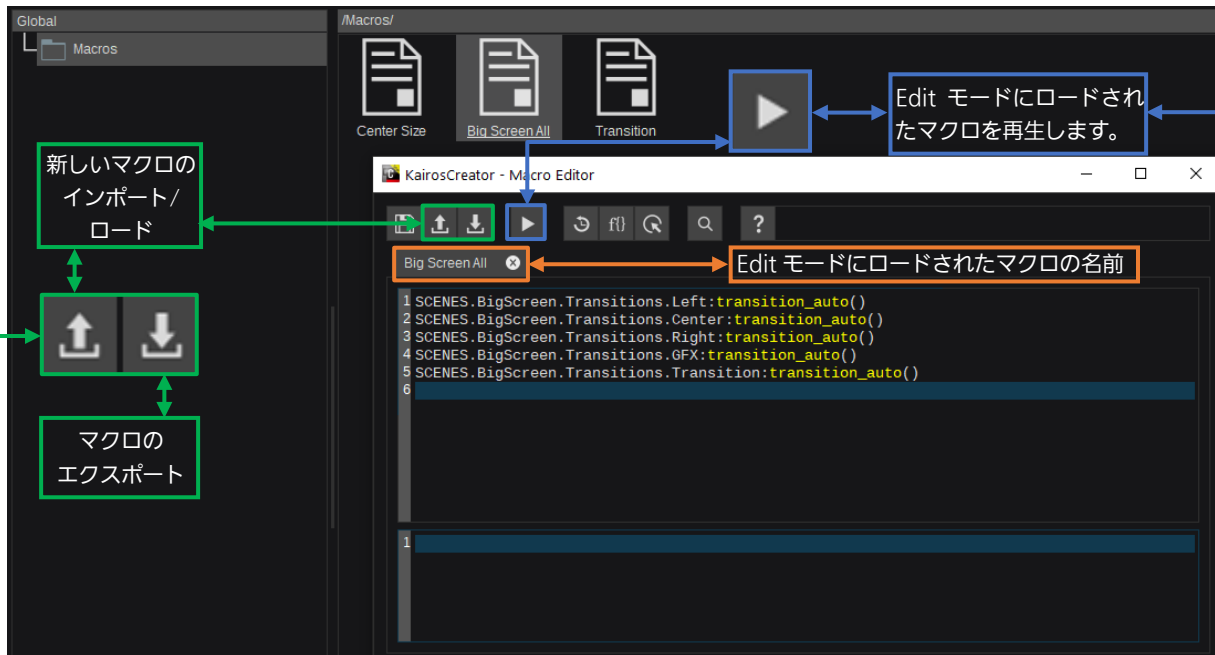 Global
Macros
/Macros/
Center Size
Big Screen All
Transition
Edit モードにロードされ
たマクロを再生します。
新しいマクロの
インポート/
ロード
マクロの
エクスポート
KairosCreator - Macro Editor
f{}
?
Big Screen All
Edit モードにロードされたマクロの名前
1 SCENES.BigScreen.Transitions.Left:transition_auto()
2 SCENES.BigScreen.Transitions.Center:transition_auto()
3 SCENES.BigScreen.Transitions.Right:transition_auto()
4 SCENES.BigScreen.Transitions.GFX:transition_auto()
5 SCENES.BigScreen.Transitions.Transition:transition_auto()
6
1